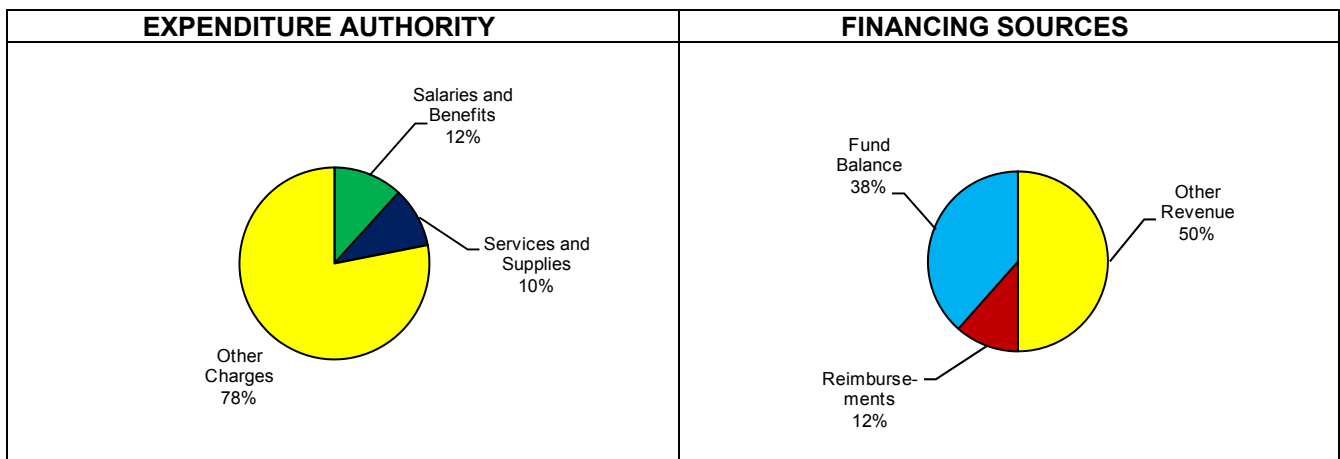 EXPENDITURE AUTHORITY
Salaries and
Benefits
12%
Services and
Supplies
10%
Other
Charges
78%
FINANCING SOURCES
Fund
Balance
38%
Other
Revenue
50%
Reimburse-
ments
12%